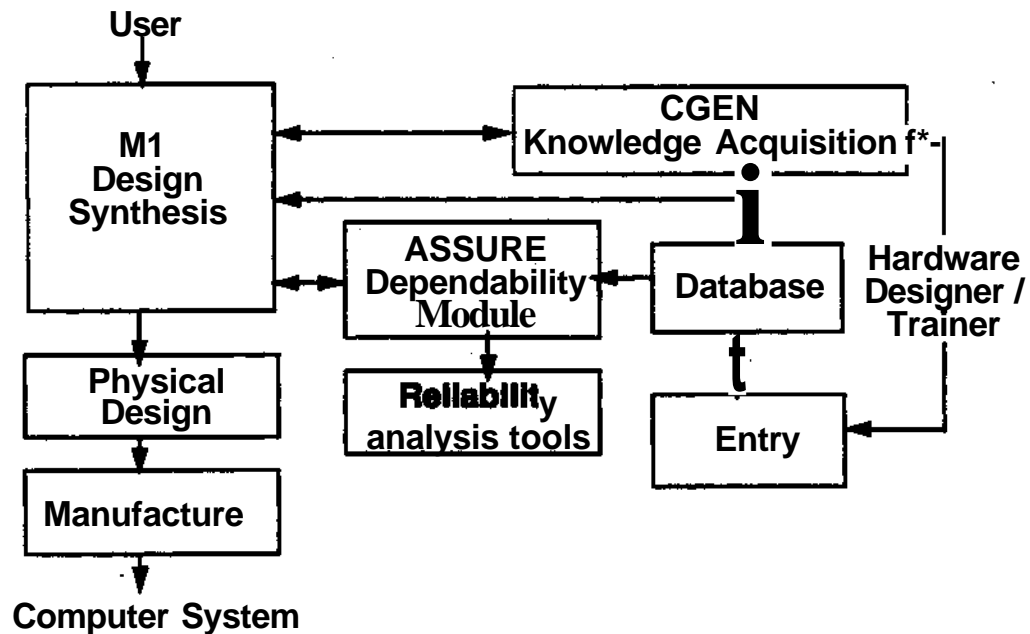 User
M1
Design
Synthesis
CGEN
Knowledge Acquisition f*-
ASSURE
Dependability
Module
Database
Hardware
Designer /
Trainer
Physical
Design
Reliability
analysis tools
Entry
Manufacture
Computer System